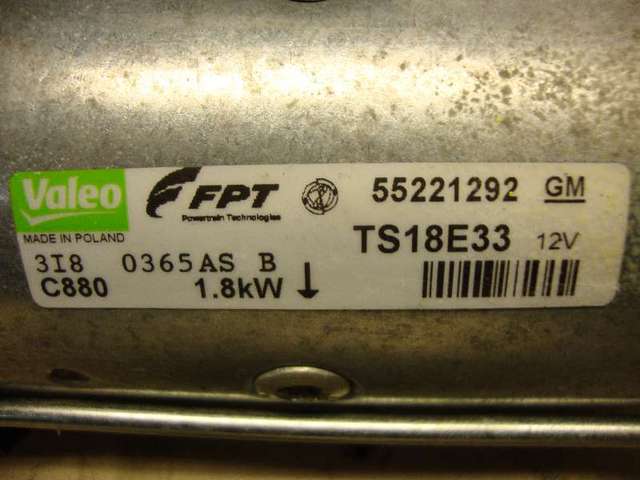 Valeo FPT 55221292 GM
Powertrain Technologies
MADE IN POLAND TS18E33 12V
3I8 0365AS B
C880 1.8kW ↓